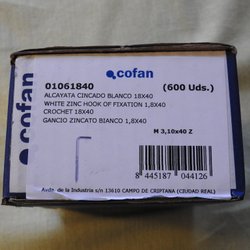 cofan
cofan
01061840
(600 Uds.)
ALCAYATA CINCADO BLANCO 18X40
WHITE ZINC HOOK OF FIXATION 1,8X40
CROCHET 18X40
GANCIO ZINCATO BIANCO 1,8X40
M 3,10x40 Z
8 445187 044126
Avda. de la Industria s/n 13610 CAMPO DE CRIPTANA (CIUDAD REAL)